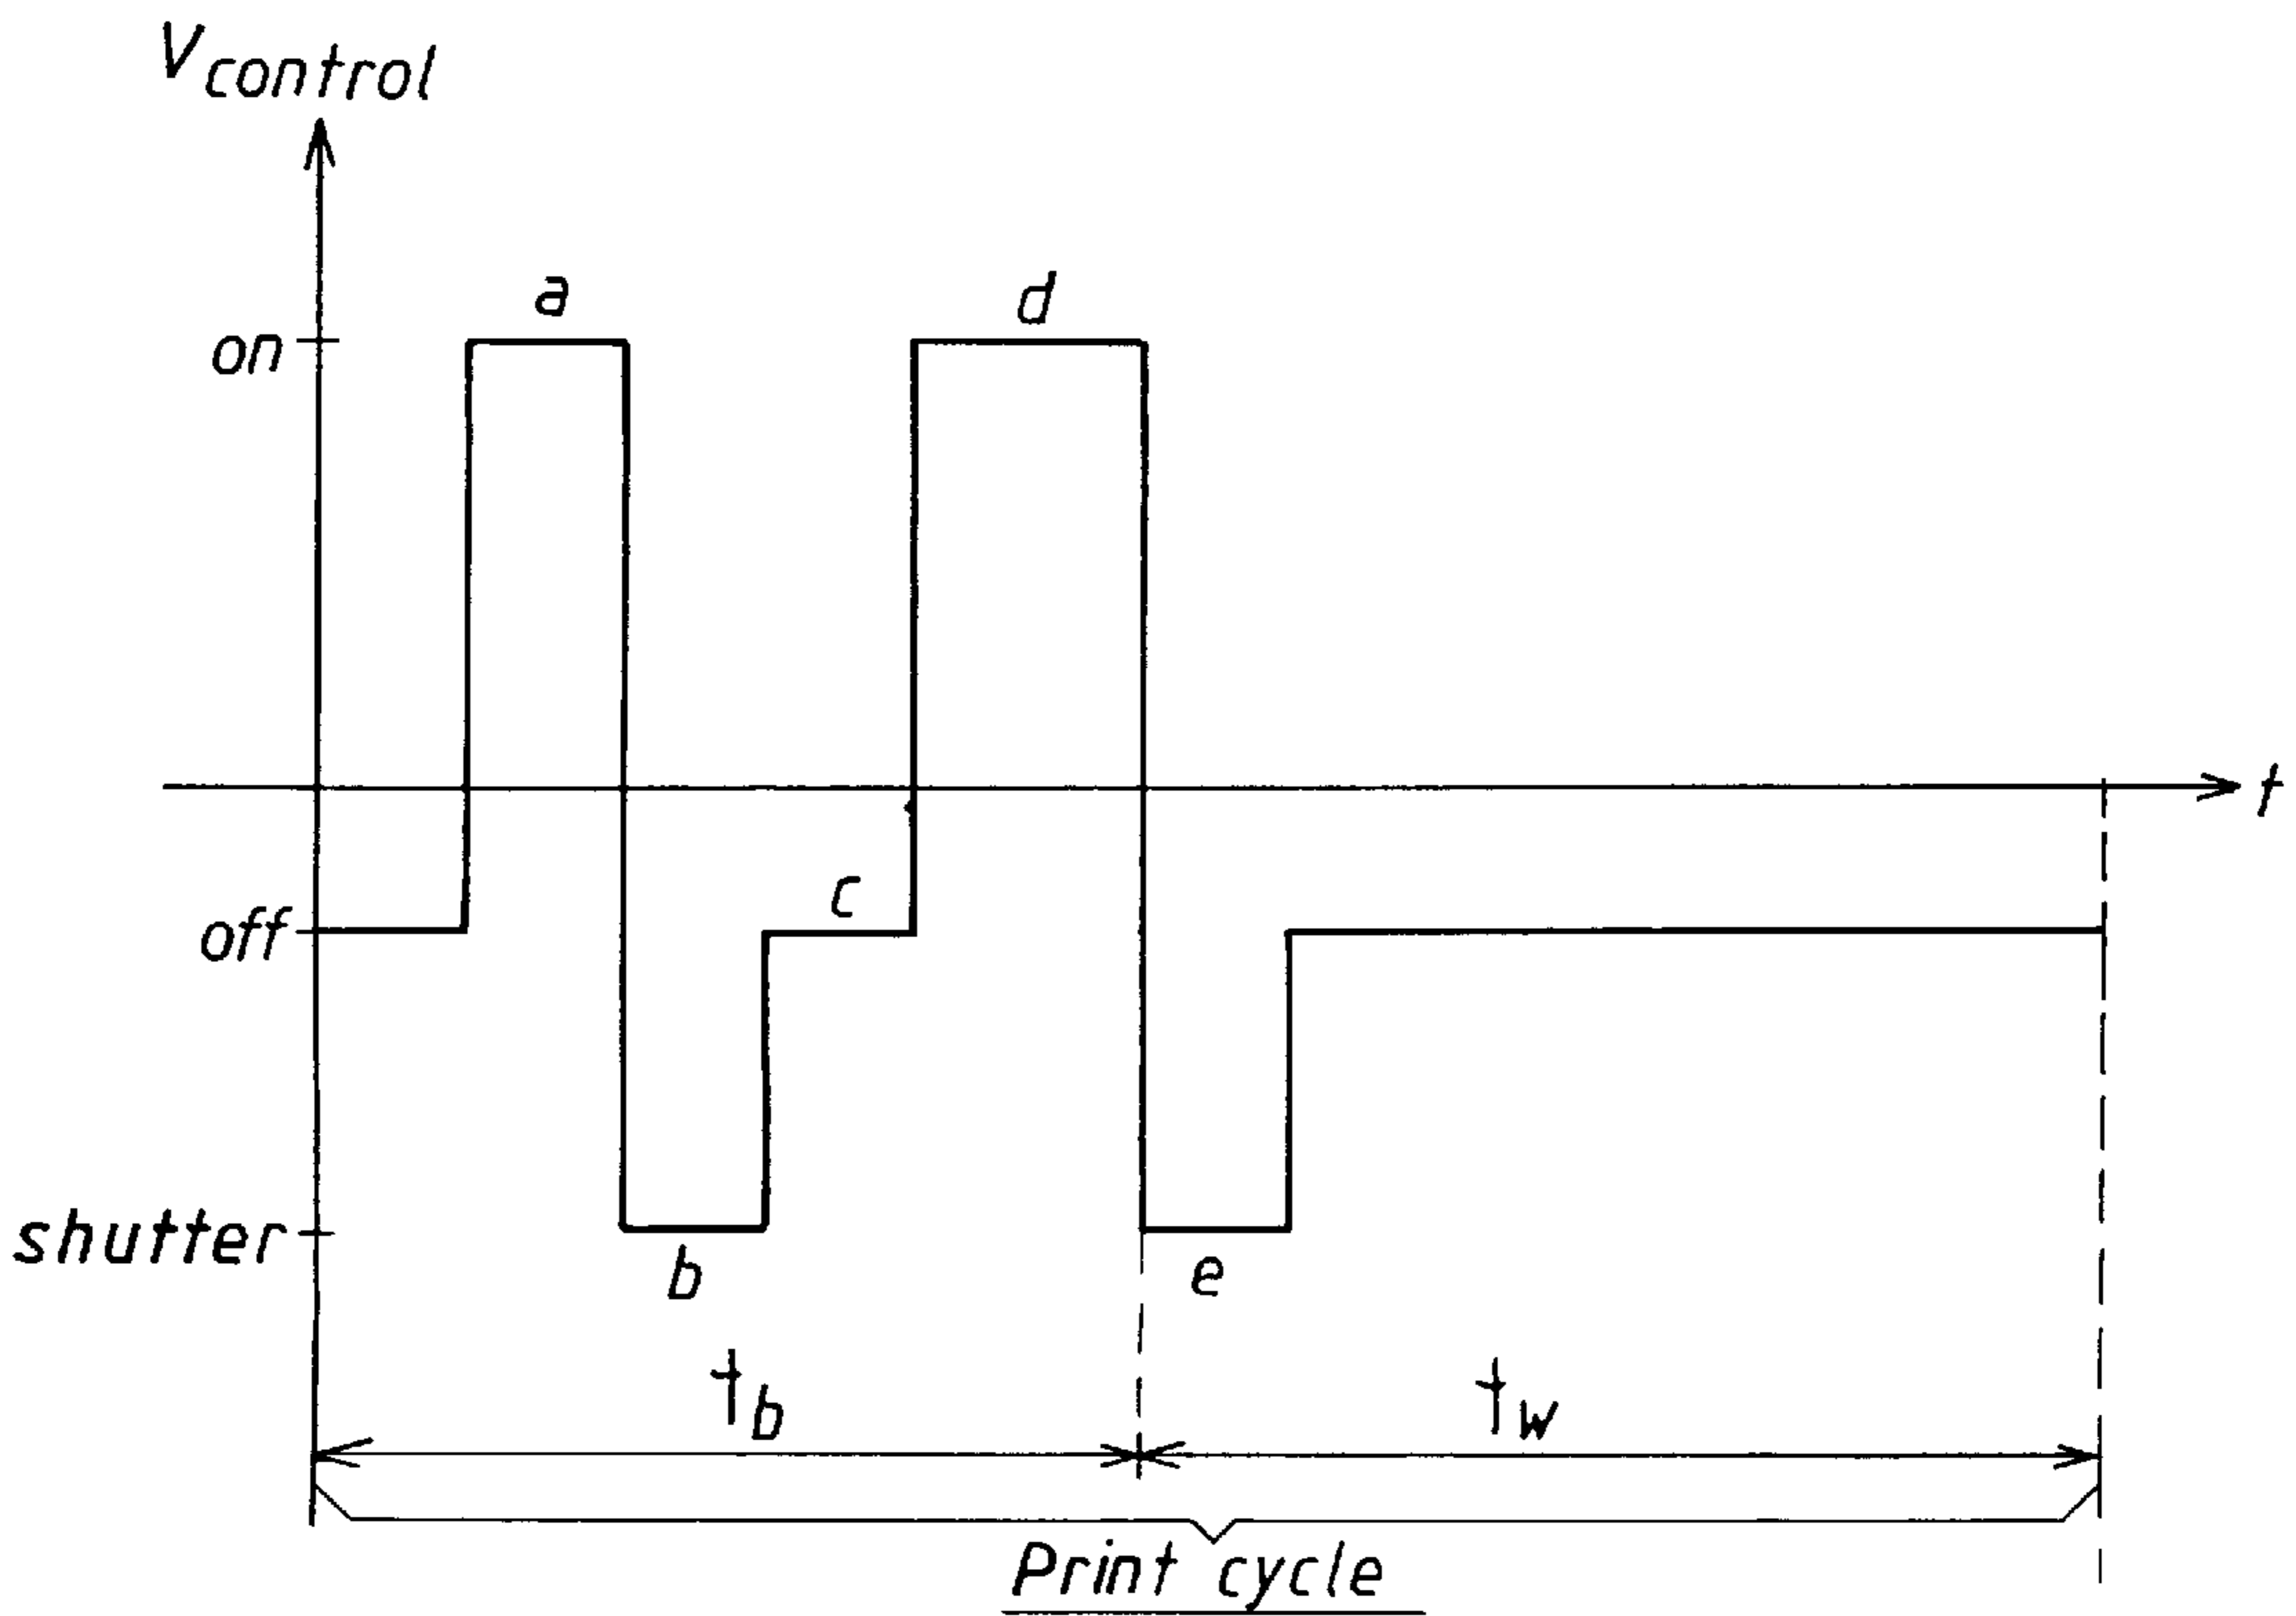 Vcontrol
a
d
on
t
c
off
shutter
b
e
tb
tw
Print cycle